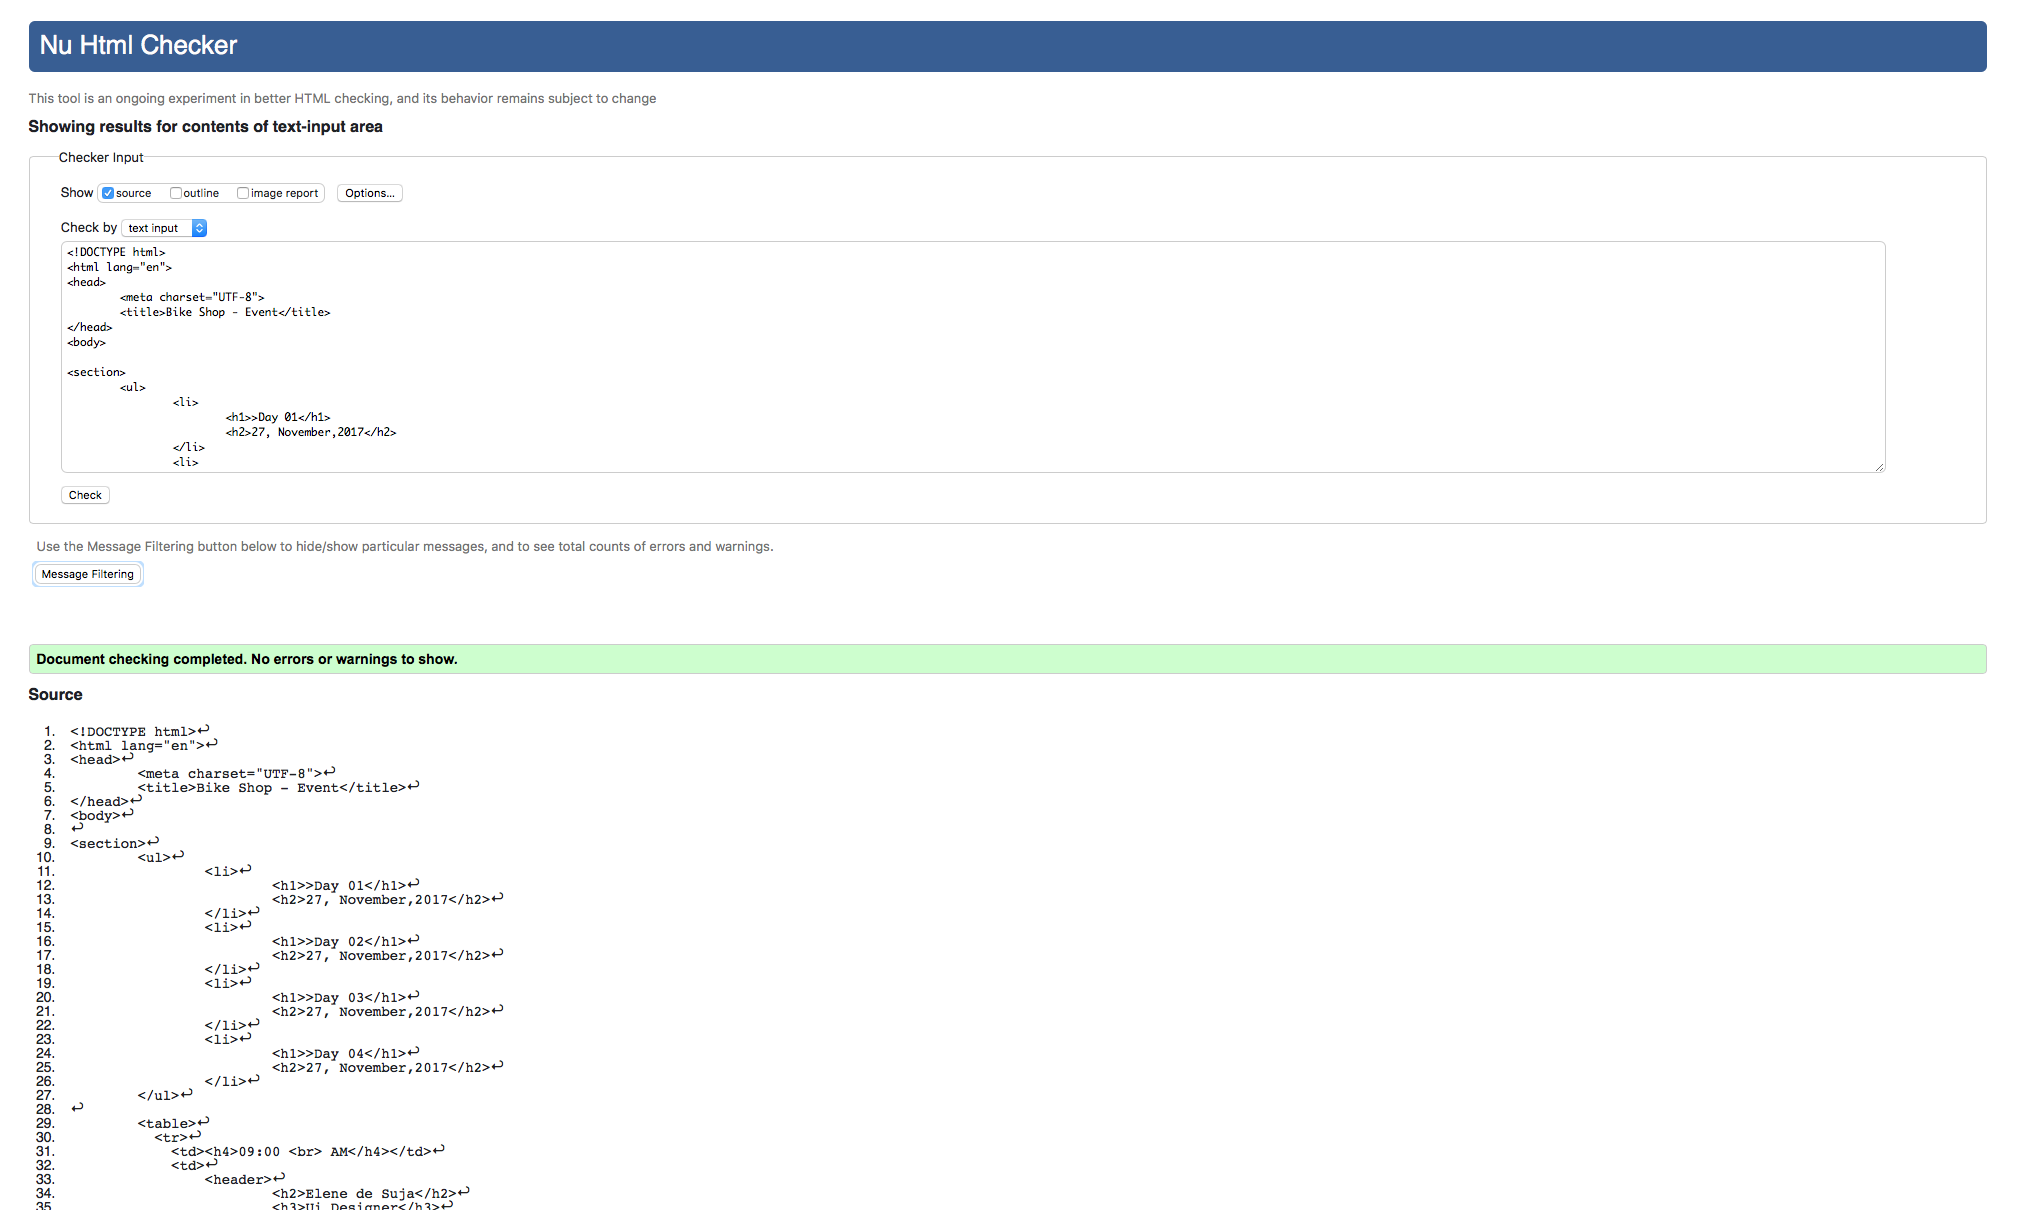 Nu Html Checker
This tool is an ongoing experiment in better HTML checking, and its behavior remains subject to change
Showing results for contents of text-input area
Checker Input
Show source outline image report Options...
Check by text input
<!DOCTYPE html>
<html lang="en">
<head>
<meta charset="UTF-8">
<title>Bike Shop - Event</title>
</head>
<body>
<section>
<ul>
<li>
<h1>>Day 01</h1>
<h2>27, November,2017</h2>
</li>
<li>
Check
Use the Message Filtering button below to hide/show particular messages, and to see total counts of errors and warnings.
Message Filtering
Document checking completed. No errors or warnings to show.
Source
1. <!DOCTYPE html>↩
2. <html lang="en">↩
3. <head>↩
4. <meta charset="UTF-8">↩
5. <title>Bike Shop - Event</title>↩
6. </head>↩
7. <body>↩
8. ↩
9. <section>↩
10. <ul>↩
11. <li>↩
12. <h1>>Day 01</h1>↩
13. <h2>27, November,2017</h2>↩
14. </li>↩
15. <li>↩
16. <h1>>Day 02</h1>↩
17. <h2>27, November,2017</h2>↩
18. </li>↩
19. <li>↩
20. <h1>>Day 03</h1>↩
21. <h2>27, November,2017</h2>↩
22. </li>↩
23. <li>↩
24. <h1>>Day 04</h1>↩
25. <h2>27, November,2017</h2>↩
26. </li>↩
27. </ul>↩
28. ↩
29. <table>↩
30. <tr>↩
31. <td><h4>09:00 <br> AM</h4></td>↩
32. <td>↩
33. <header>↩
34. <h2>Elene de Suja</h2>↩
35. <h3>Ui Designer</h3>↩